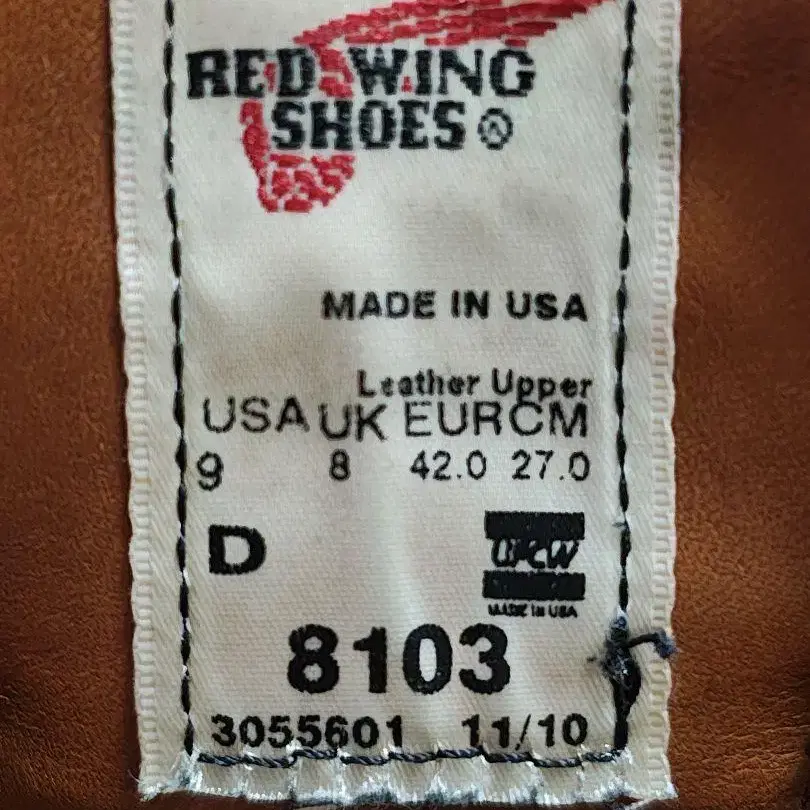 RED WING
SHOES ®
MADE IN USA
Leather Upper
USA UK EUR CM
9 8 42.0 27.0
D
UFCW
MADE IN USA
8103
3055601 11/10